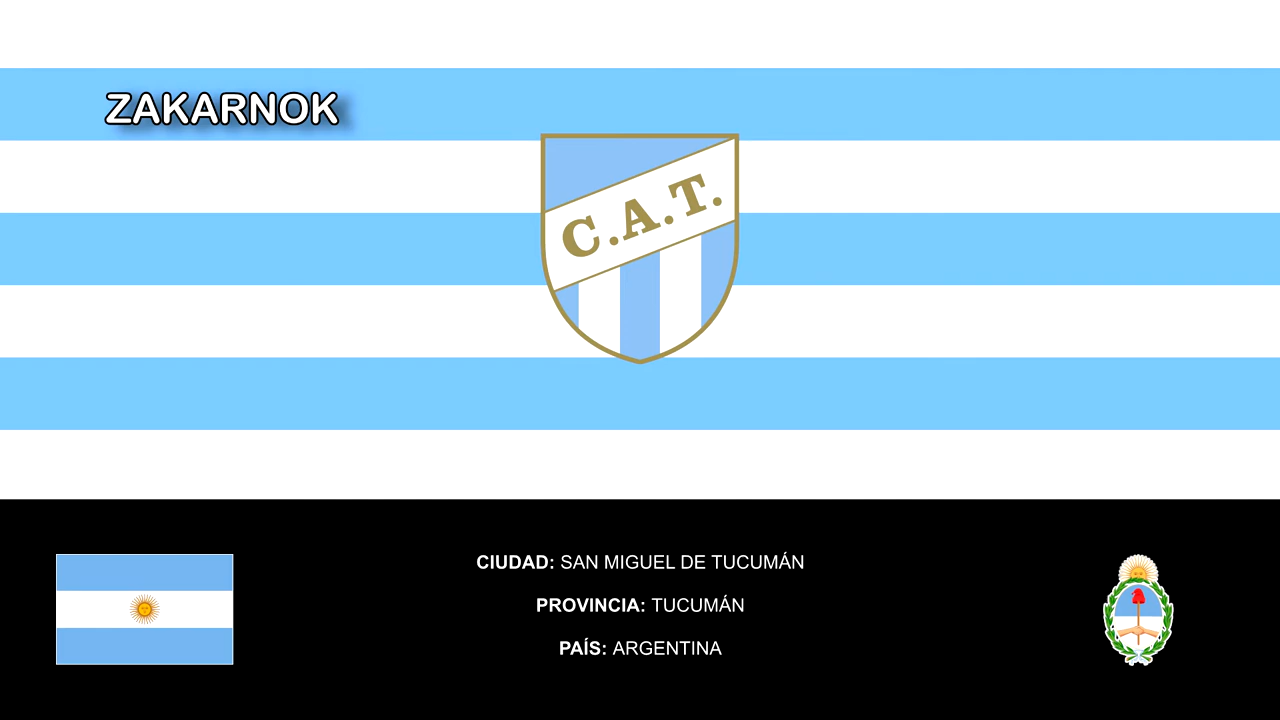 ZAKARNOK
C.A.T.
CIUDAD: SAN MIGUEL DE TUCUMÁN
PROVINCIA: TUCUMÁN
PAÍS: ARGENTINA